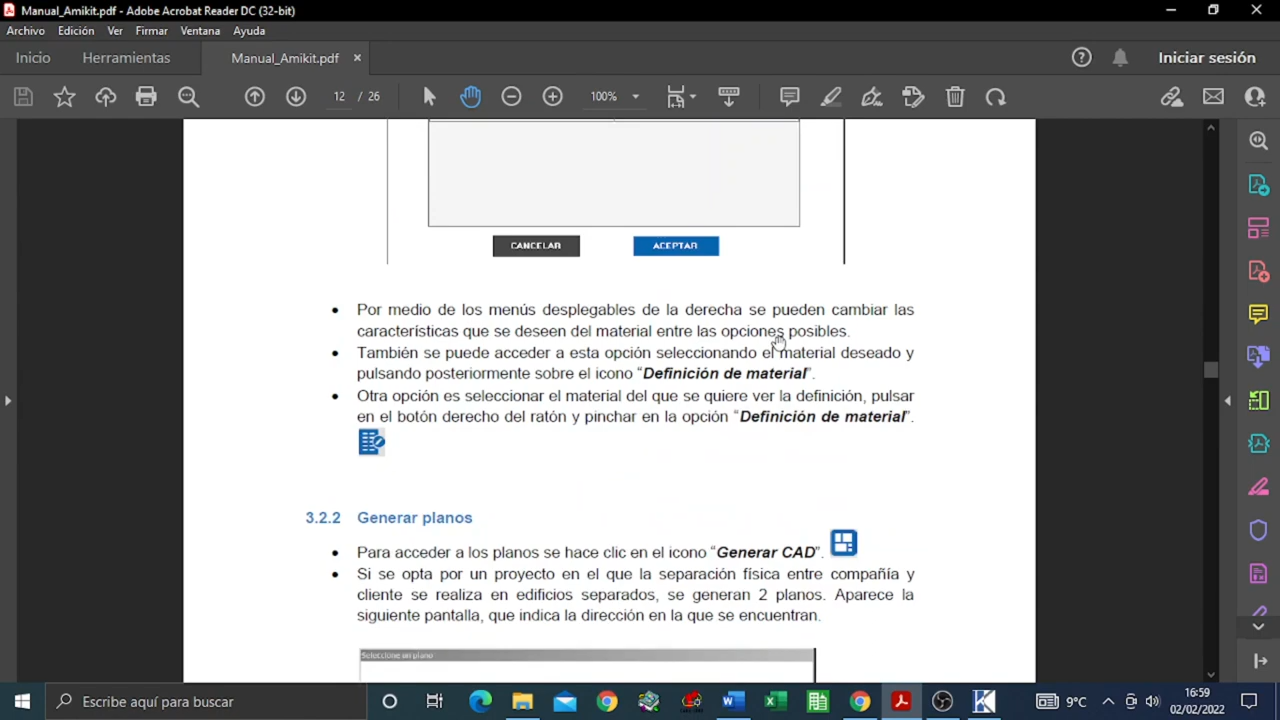 Manual_Amikit.pdf - Adobe Acrobat Reader DC (32-bit)
Archivo Edición Ver Firmar Ventana Ayuda
Inicio Herramientas Manual_Amikit.pdf × Iniciar sesión
12 / 26 100%
CANCELAR ACEPTAR
• Por medio de los menús desplegables de la derecha se pueden cambiar las
características que se desean del material entre las opciones posibles.
• También se puede acceder a esta opción seleccionando el material deseado y
pulsando posteriormente sobre el icono “Definición de material”.
• Otra opción es seleccionar el material del que se quiere ver la definición, pulsar
en el botón derecho del ratón y pinchar en la opción “Definición de material”.
3.2.2 Generar planos
• Para acceder a los planos se hace clic en el icono “Generar CAD”.
• Si se opta por un proyecto en el que la separación física entre compañía y
cliente se realiza en edificios separados, se generan 2 planos. Aparece la
siguiente pantalla, que indica la dirección en la que se encuentran.
Seleccione un plano
Escribe aquí para buscar
9°C
16:59
02/02/2022